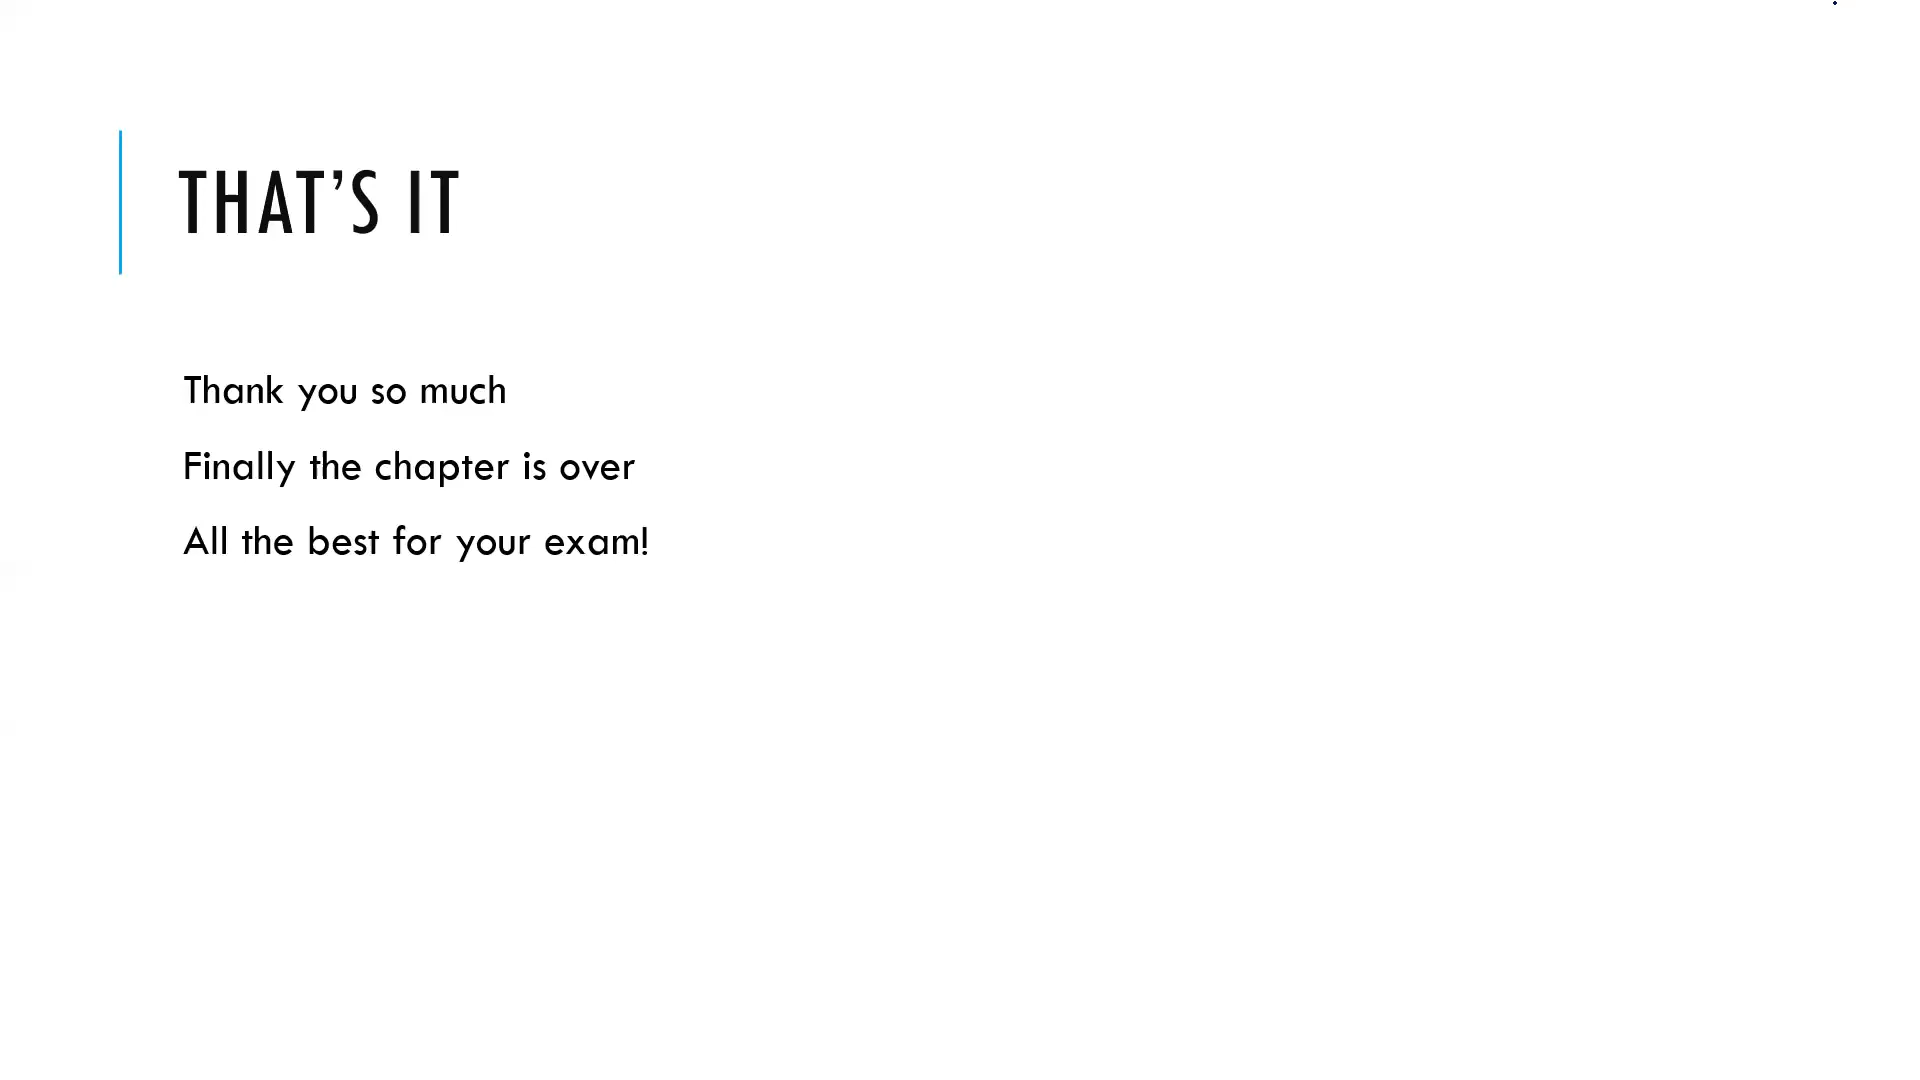 THAT’S IT
Thank you so much
Finally the chapter is over
All the best for your exam!